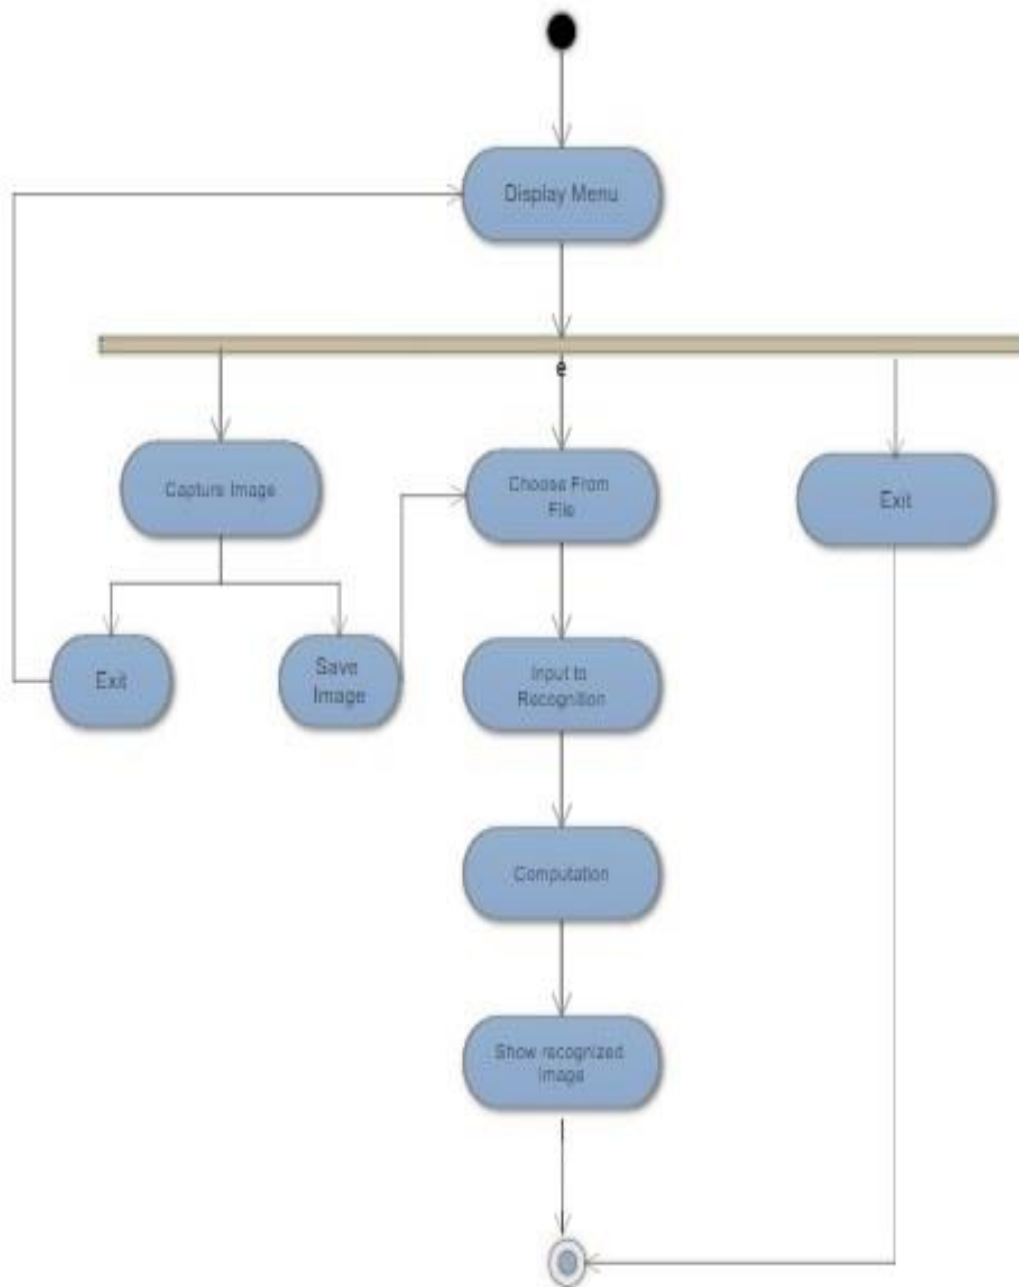 Display Menu
e
Capture Image
Choose From
File
Exit
Exit
Save
Image
Input to
Recognition
Computation
Show recognized
image